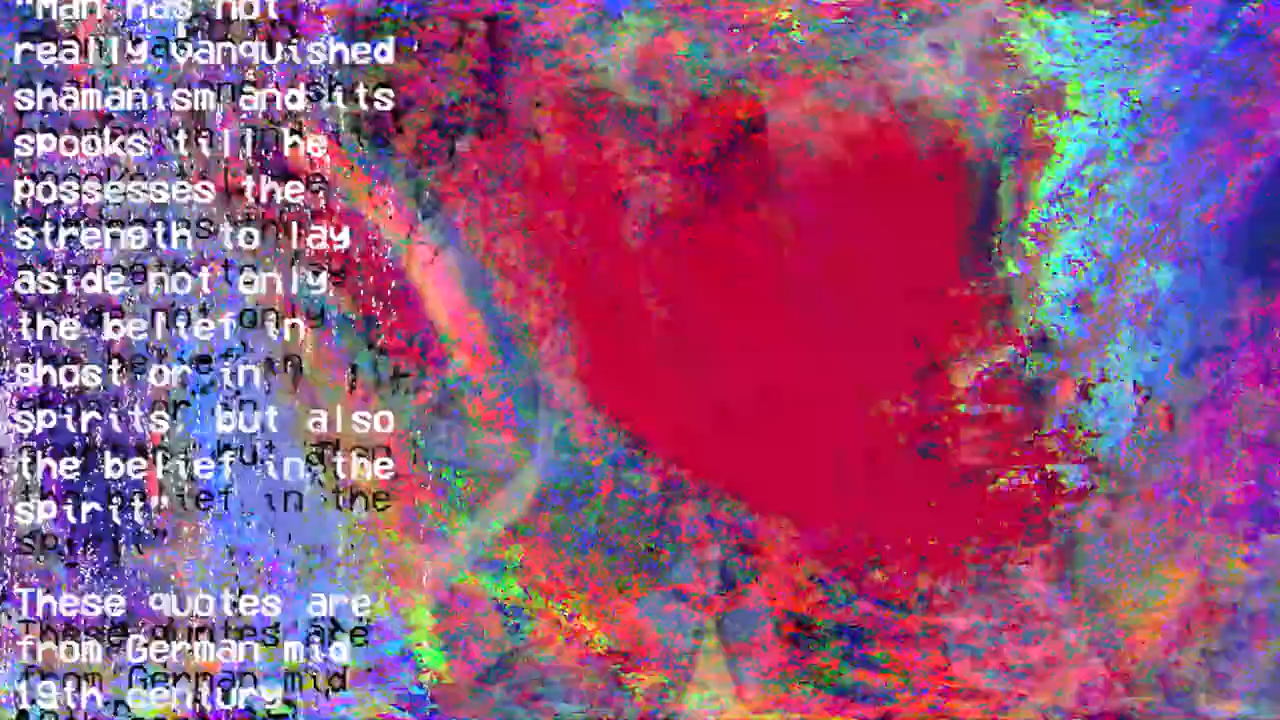 "Man has not
really vanquished
shamanism and its
spooks till he
possesses the
strength to lay
aside not only
the belief in
ghost or in
spirits, but also
the belief in the
spirit"
These quotes are
from German mid
19th century